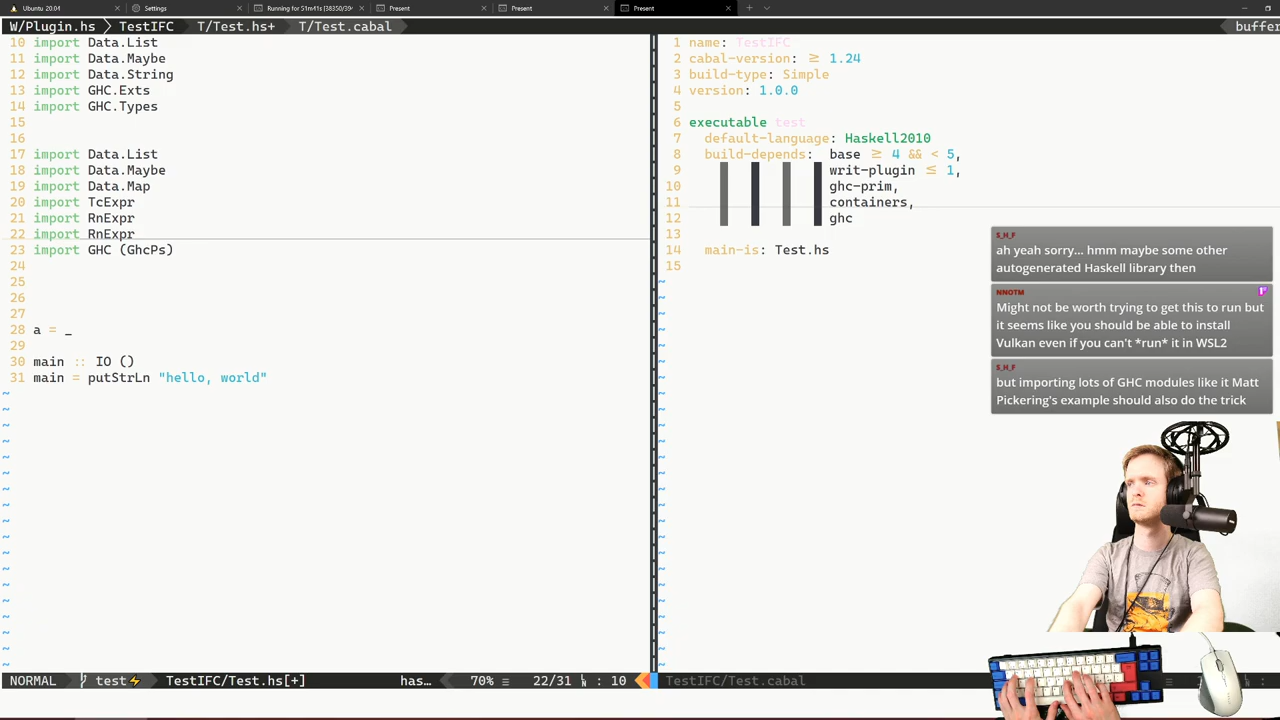 Ubuntu 20.04
Settings
Running for 51m41s [38350/39
Present
Present
Present
W/Plugin.hs
TestIFC
T/Test.hs+
T/Test.cabal
buffer
10 import Data.List
11 import Data.Maybe
12 import Data.String
13 import GHC.Exts
14 import GHC.Types
15
16
17 import Data.List
18 import Data.Maybe
19 import Data.Map
20 import TcExpr
21 import RnExpr
22 import RnExpr
23 import GHC (GhcPs)
24
25
26
27
28 a = _
29
30 main :: IO ()
31 main = putStrLn "hello, world"
1 name: TestIFC
2 cabal-version: ≥ 1.24
3 build-type: Simple
4 version: 1.0.0
5
6 executable test
7 default-language: Haskell2010
8 build-depends: base ≥ 4 && < 5,
9 writ-plugin ≤ 1,
10 ghc-prim,
11 containers,
12 ghc
13
14 main-is: Test.hs
15
S_H_F
ah yeah sorry... hmm maybe some other
autogenerated Haskell library then
NNOTM
Might not be worth trying to get this to run but
it seems like you should be able to install
Vulkan even if you can't *run* it in WSL2
S_H_F
but importing lots of GHC modules like it Matt
Pickering's example should also do the trick
NORMAL
test
TestIFC/Test.hs[+]
has…
70%
22/31
: 10
TestIFC/Test.cabal